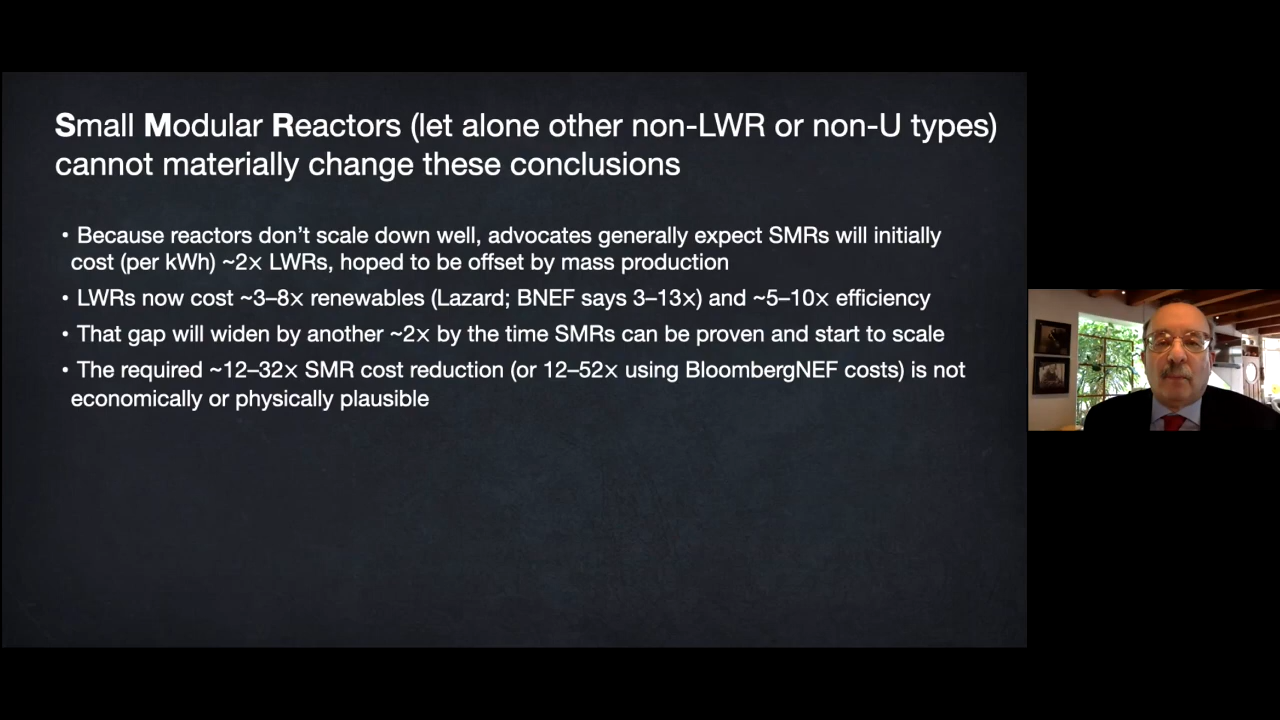 Small Modular Reactors (let alone other non-LWR or non-U types)
cannot materially change these conclusions
• Because reactors don’t scale down well, advocates generally expect SMRs will initially
cost (per kWh) ~2× LWRs, hoped to be offset by mass production
• LWRs now cost ~3–8× renewables (Lazard; BNEF says 3–13×) and ~5–10× efficiency
• That gap will widen by another ~2× by the time SMRs can be proven and start to scale
• The required ~12–32× SMR cost reduction (or 12–52× using BloombergNEF costs) is not
economically or physically plausible